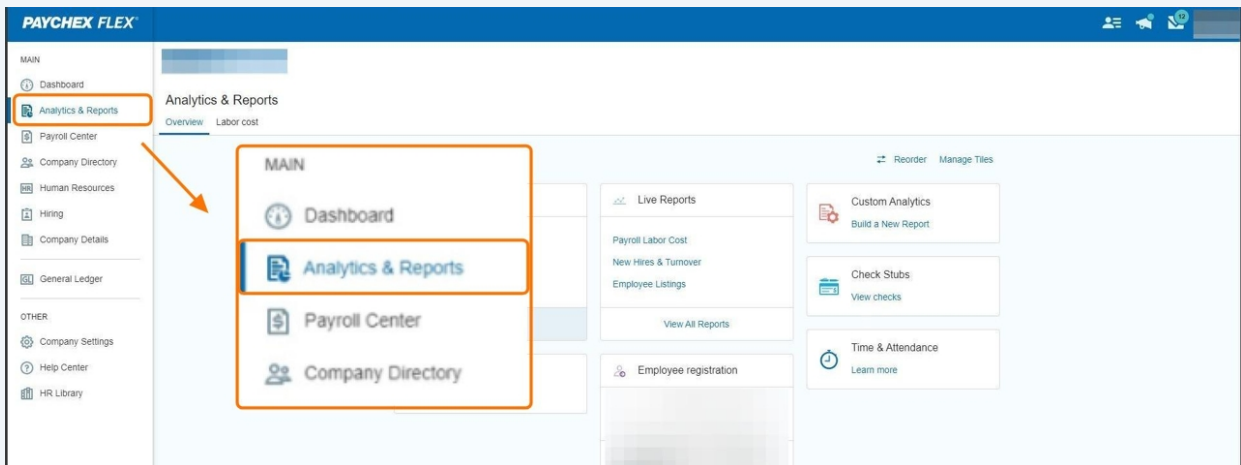 PAYCHEX FLEX®
12
MAIN
Dashboard
Analytics & Reports
Payroll Center
Company Directory
HR Human Resources
Hiring
Company Details
GL General Ledger
OTHER
Company Settings
Help Center
HR Library
Analytics & Reports
Overview Labor cost
Reorder Manage Tiles
MAIN
Dashboard
Analytics & Reports
Payroll Center
Company Directory
Live Reports
Payroll Labor Cost
New Hires & Turnover
Employee Listings
View All Reports
Employee registration
Custom Analytics
Build a New Report
Check Stubs
View checks
Time & Attendance
Learn more